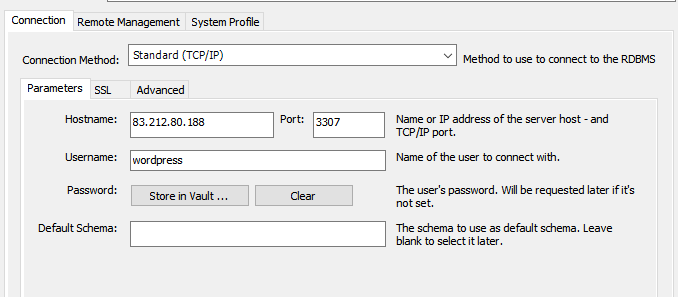 Connection Remote Management System Profile
Connection Method: Standard (TCP/IP) Method to use to connect to the RDBMS
Parameters SSL Advanced
Hostname: 83.212.80.188 Port: 3307 Name or IP address of the server host - and
TCP/IP port.
Username: wordpress Name of the user to connect with.
Password: Store in Vault ... Clear The user's password. Will be requested later if it's
not set.
Default Schema: The schema to use as default schema. Leave
blank to select it later.